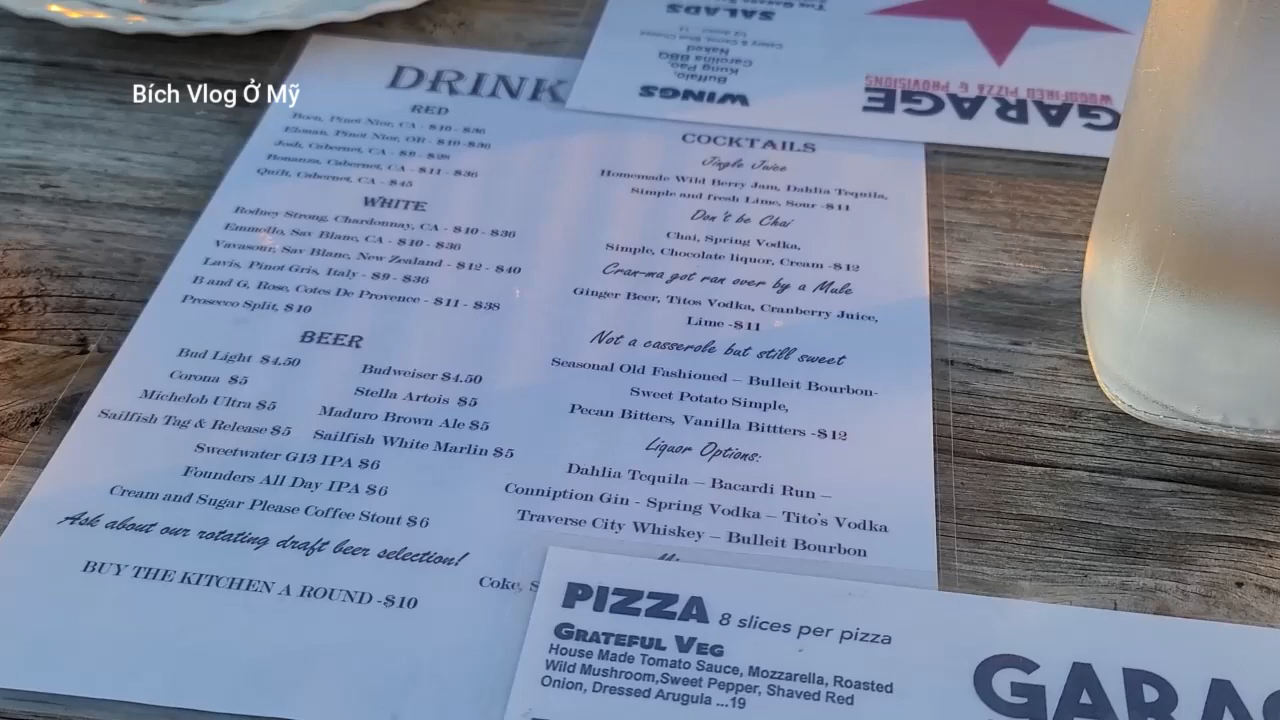 Bích Vlog Ở Mỹ
DRINK
RED
Boen, Pinot Nior, CA - $10 - $36
Elouan, Pinot Nior, OR - $10 -$36
Josh, Cabernet, CA - $9 - $28
Bonanza, Cabernet, CA - $11 - $36
Quilt, Cabernet, CA - $45
WHITE
Rodney Strong, Chardonnay, CA - $10 - $36
Emmollo, Sav Blanc, CA - $10 - $36
Vavasour, Sav Blanc, New Zealand - $12 - $40
Lavis, Pinot Gris, Italy - $9 - $36
B and G, Rose, Cotes De Provence - $11 - $38
Prosecco Split, $10
BEER
Bud Light $4.50
Budweiser $4.50
Corona $5
Stella Artois $5
Michelob Ultra $5
Maduro Brown Ale $5
Sailfish Tag & Release $5
Sailfish White Marlin $5
Sweetwater G13 IPA $6
Founders All Day IPA $6
Cream and Sugar Please Coffee Stout $6
Ask about our rotating draft beer selection!
BUY THE KITCHEN A ROUND -$10
COCKTAILS
Jingle Juice
Homemade Wild Berry Jam, Dahlia Tequila,
Simple and fresh Lime, Sour -$11
Don't be Chai
Chai, Spring Vodka,
Simple, Chocolate liquor, Cream -$12
Cran-ma got ran over by a Mule
Ginger Beer, Titos Vodka, Cranberry Juice,
Lime -$11
Not a casserole but still sweet
Seasonal Old Fashioned – Bulleit Bourbon-
Sweet Potato Simple,
Pecan Bitters, Vanilla Bittters -$12
Liquor Options:
Dahlia Tequila – Bacardi Run –
Conniption Gin - Spring Vodka – Tito's Vodka
Traverse City Whiskey – Bulleit Bourbon
Coke,
GARAGE
WOODFIRED PIZZA & PROVISIONS
WINGS
Buffalo,
Kung Pao,
Carolina BBQ
Naked
SALADS
PIZZA 8 slices per pizza
GRATEFUL VEG
House Made Tomato Sauce, Mozzarella, Roasted
Wild Mushroom,Sweet Pepper, Shaved Red
Onion, Dressed Arugula ...19
GARAG